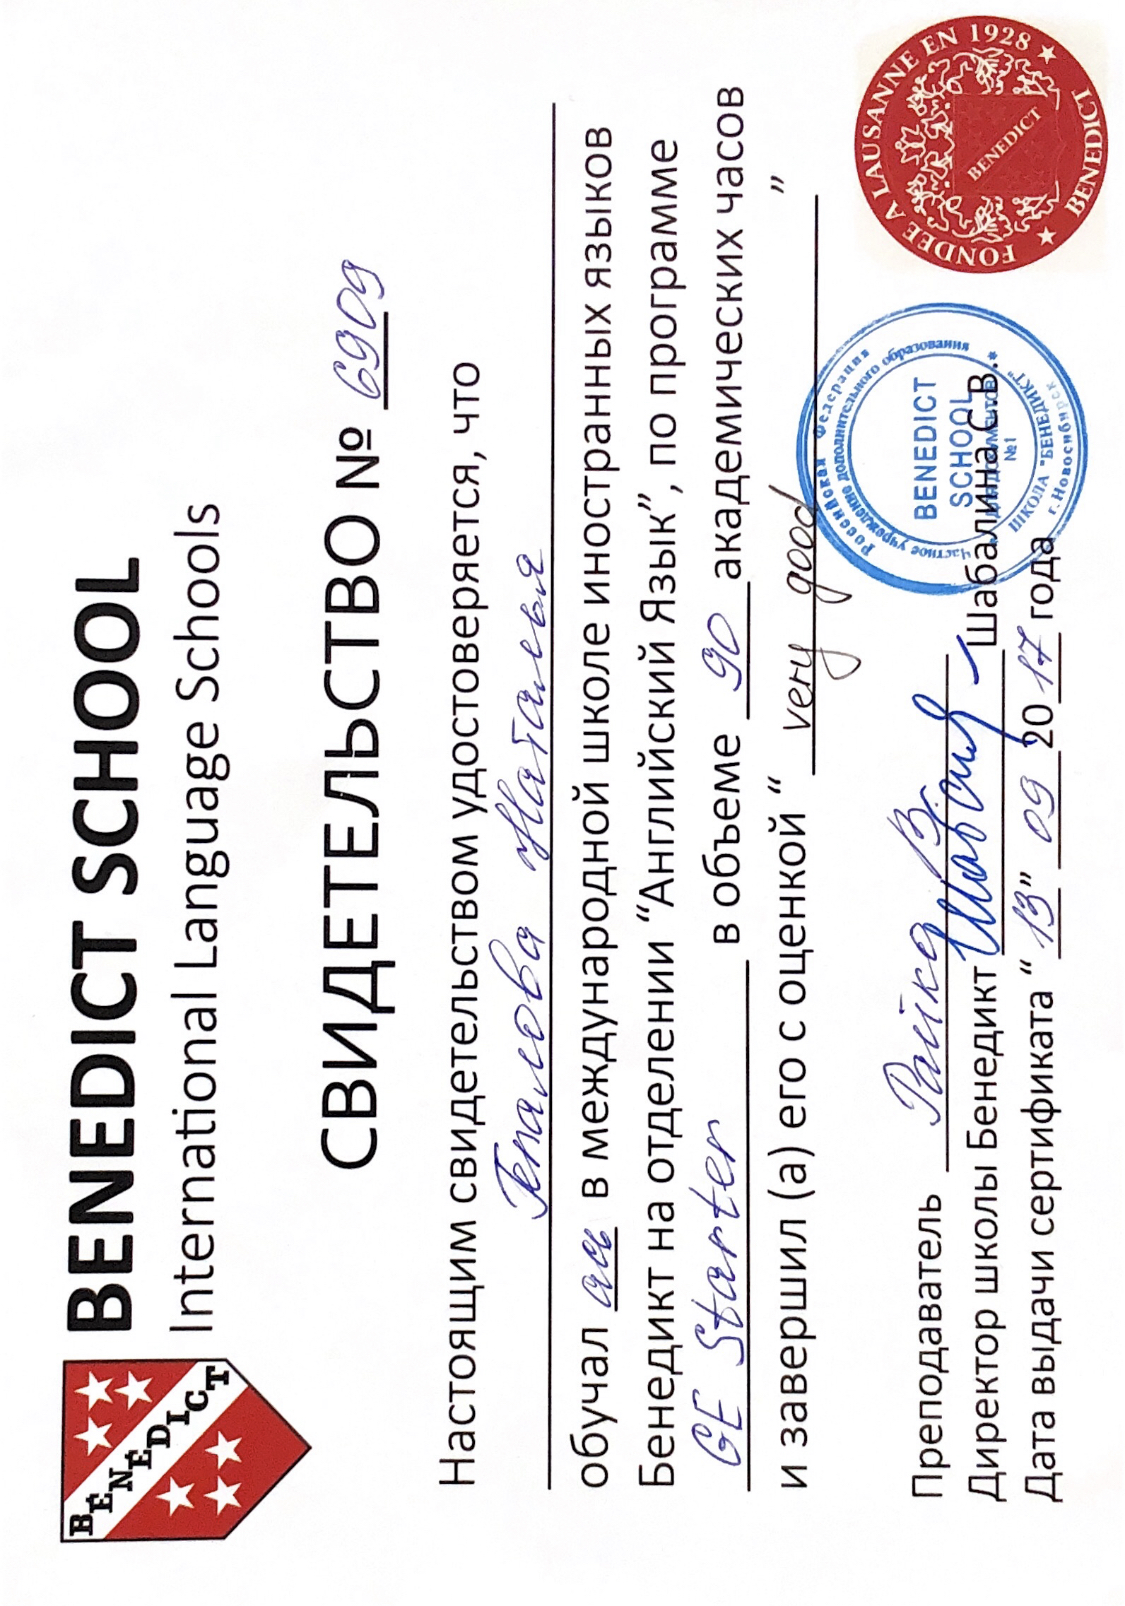 BÉNÉDICT
BENEDICT SCHOOL
International Language Schools
СВИДЕТЕЛЬСТВО № 6909
Настоящим свидетельством удостоверяется, что
Гепалова Наталья
обучал ась в международной школе иностранных языков
Бенедикт на отделении “Английский Язык”, по программе
GE Starter в объеме 90 академических часов
и завершил (а) его с оценкой “ very good ”
Преподаватель Райко В.
Директор школы Бенедикт Шабалина С.В.
Дата выдачи сертификата “13” 09 2017 года
Российская Федерация
Частное учреждение дополнительного образования
BENEDICT
SCHOOL
ДЛЯ ДОКУМЕНТОВ
№1
ШКОЛА "БЕНЕДИКТ"
г.Новосибирск
FONDEE A LAUSANNE EN 1928
BENEDICT
BENEDICT